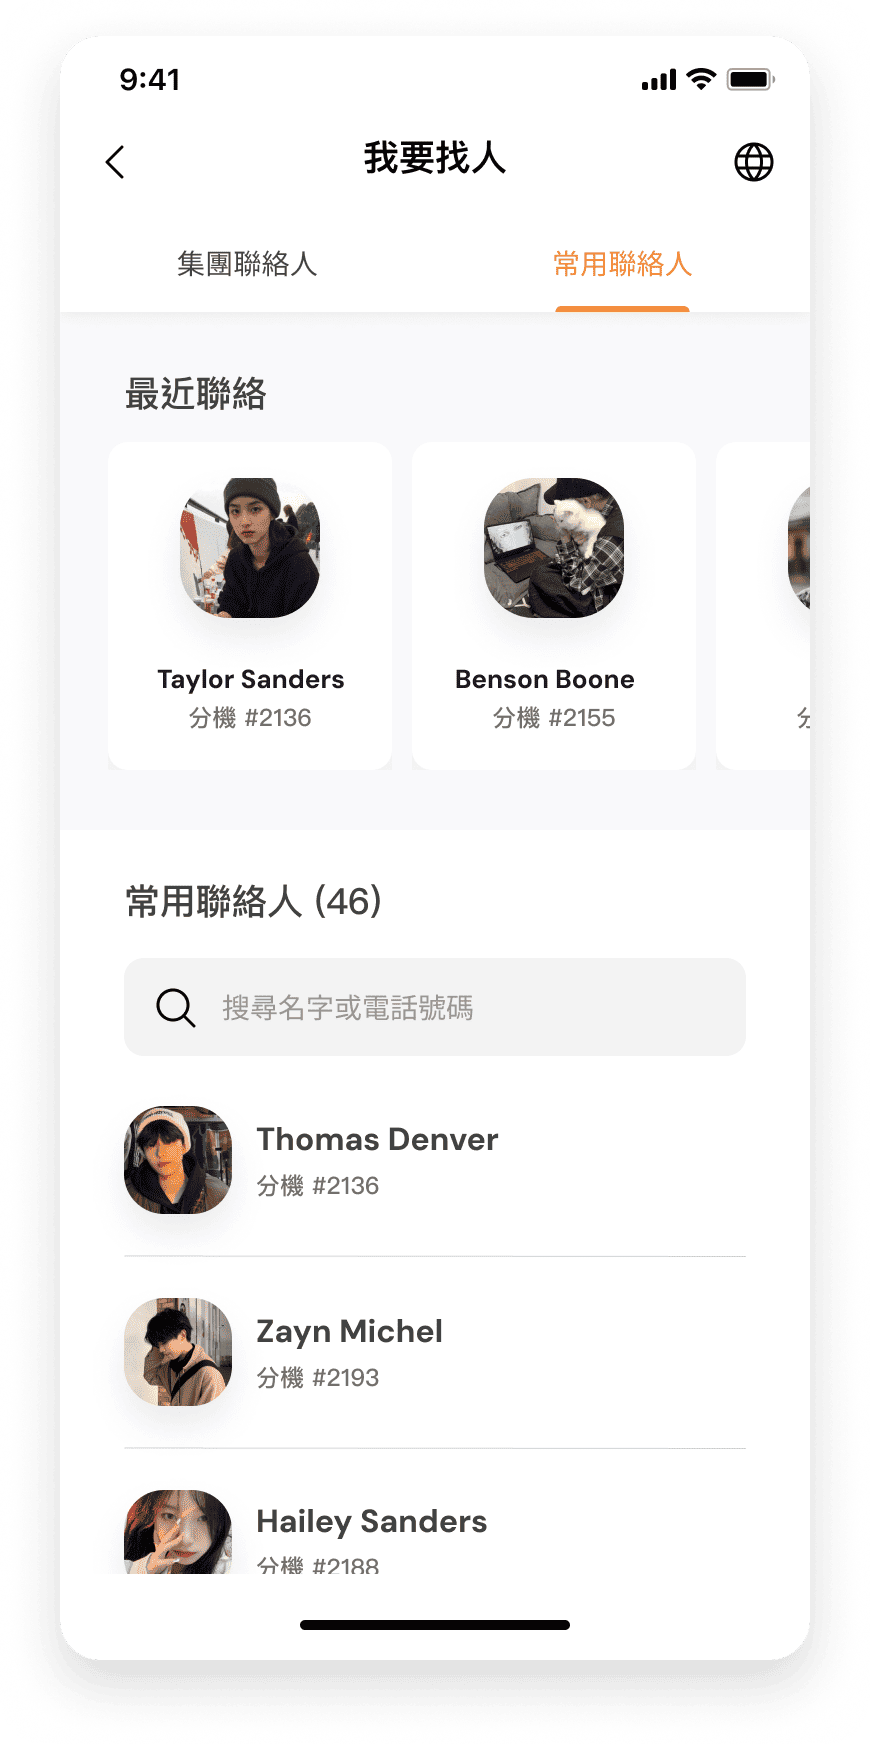 9:41
我要找人
集團聯絡人
常用聯絡人
最近聯絡
Taylor Sanders
分機 #2136
Benson Boone
分機 #2155
常用聯絡人 (46)
搜尋名字或電話號碼
Thomas Denver
分機 #2136
Zayn Michel
分機 #2193
Hailey Sanders
分機 #2188